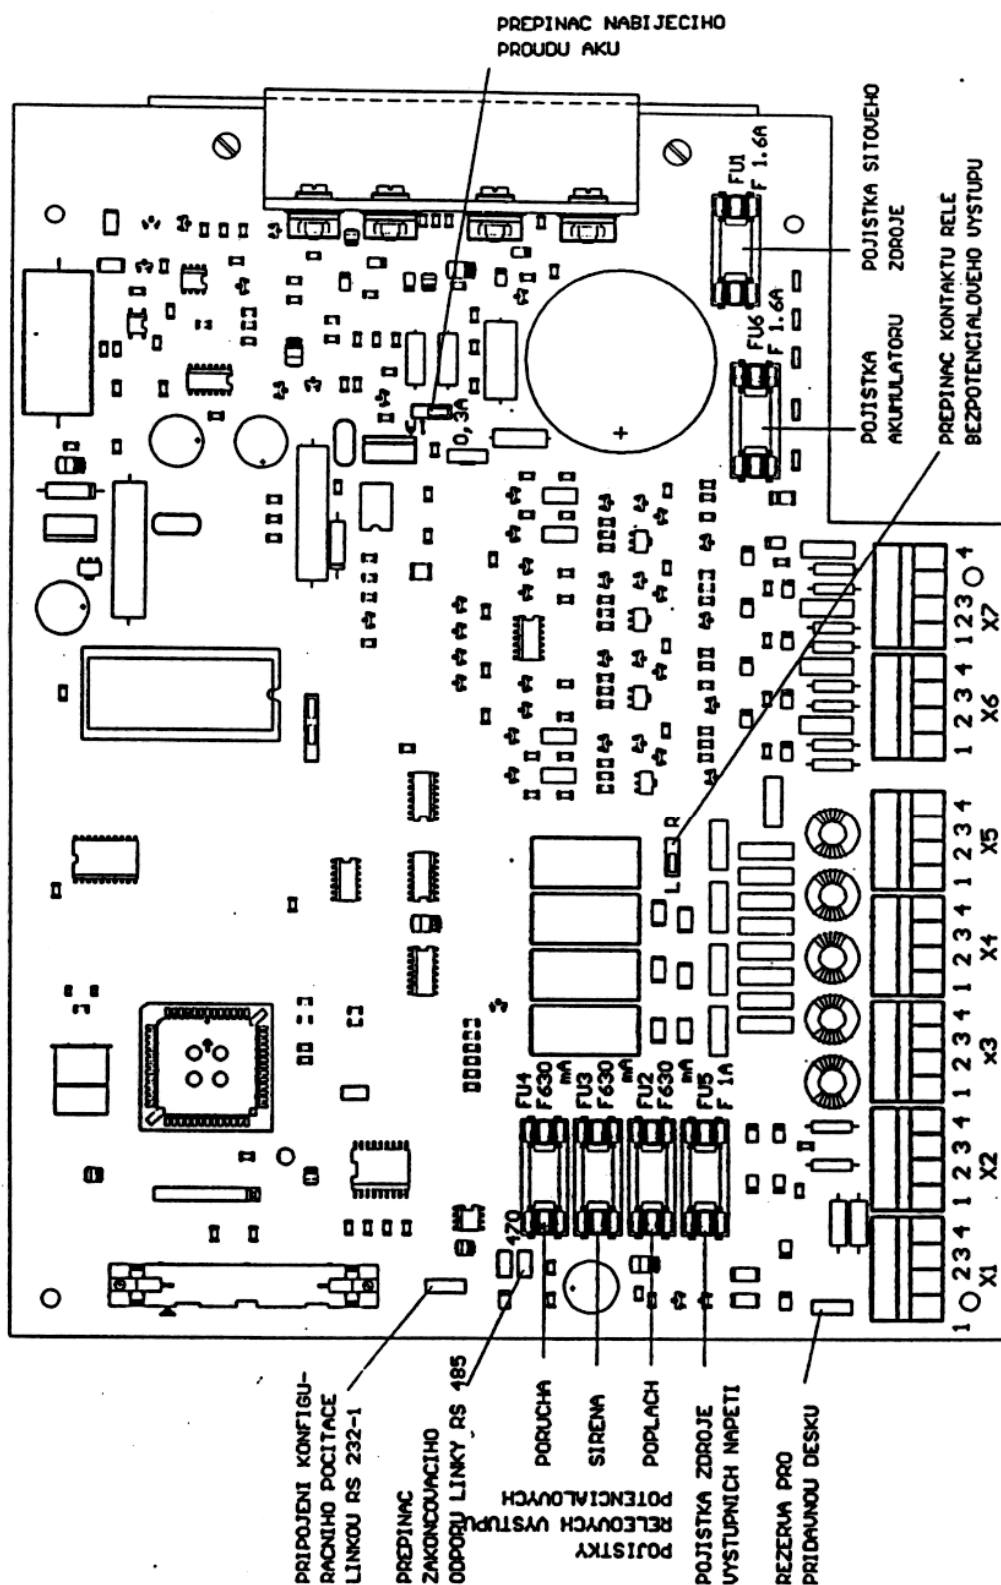 PREPINAC NABIJECIHO
PROUDU AKU
FU1
F 1.6A
POJISTKA SITOVEHO
ZDROJE
FU6
F 1.6A
POJISTKA
AKUMULATORU
PREPINAC KONTAKTU RELE
BEZPOTENCIALOVEHO VYSTUPU
0,3A
+
L
R
FU4
F630
mA
FU3
F630
mA
FU2
F630
mA
FU5
F 1A
470
1 2 3 4
X7
1 2 3 4
X6
1 2 3 4
X5
1 2 3 4
X4
1 2 3 4
x3
1 2 3 4
X2
1 2 3 4
X1
PRIPOJENI KONFIGU-
RACNIHO POCITACE
LINKOU RS 232-1
PREPINAC
ZAKONCOVACIHO
ODPORU LINKY RS 485
POJISTKY
RELEOVYCH VYSTUPU
POTENCIALOVYCH
PORUCHA
SIRENA
POPLACH
POJISTKA ZDROJE
VYSTUPNICH NAPETI
REZERVA PRO
PRIDAVNOU DESKU